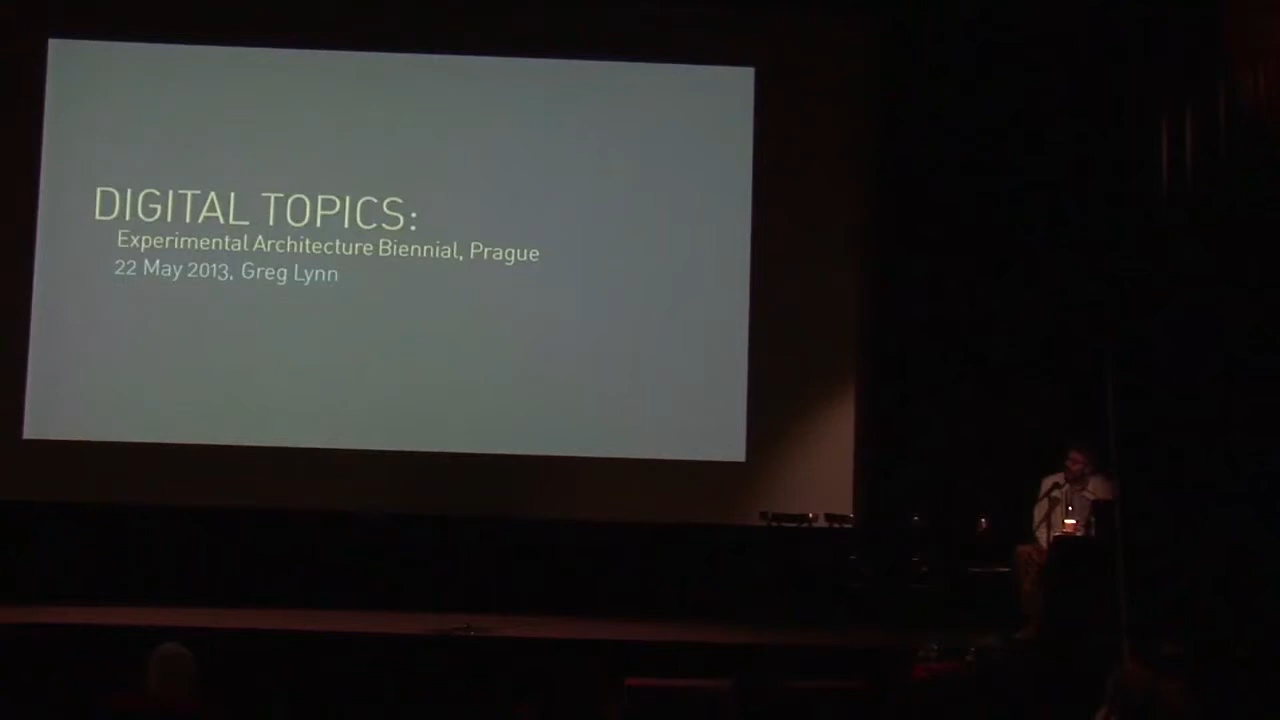 DIGITAL TOPICS:
Experimental Architecture Biennial, Prague
22 May 2013, Greg Lynn